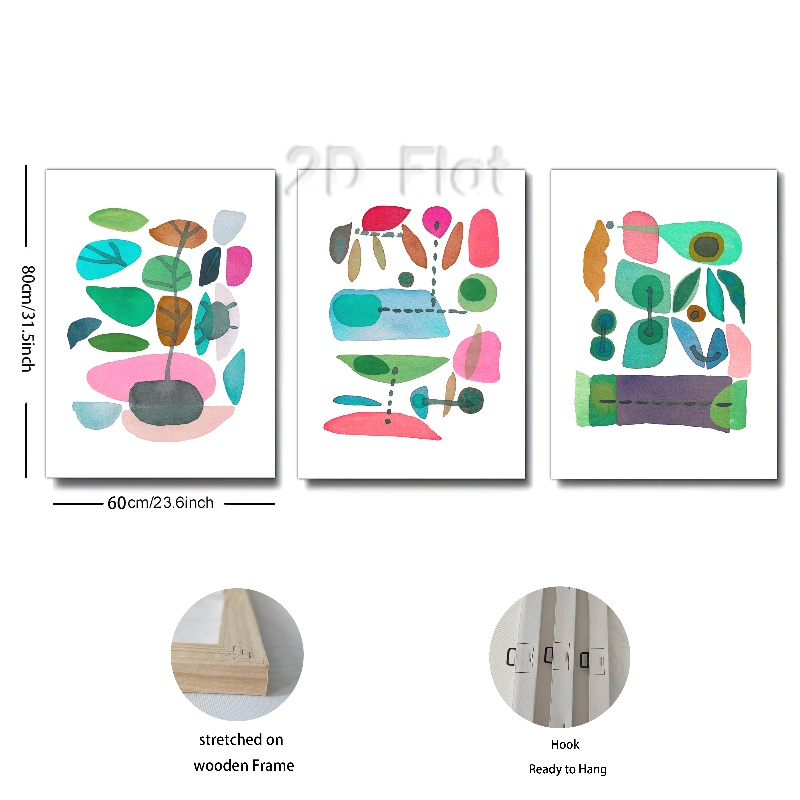 2D Flat
80cm/31.5inch
60cm/23.6inch
stretched on
wooden Frame
Hook
Ready to Hang